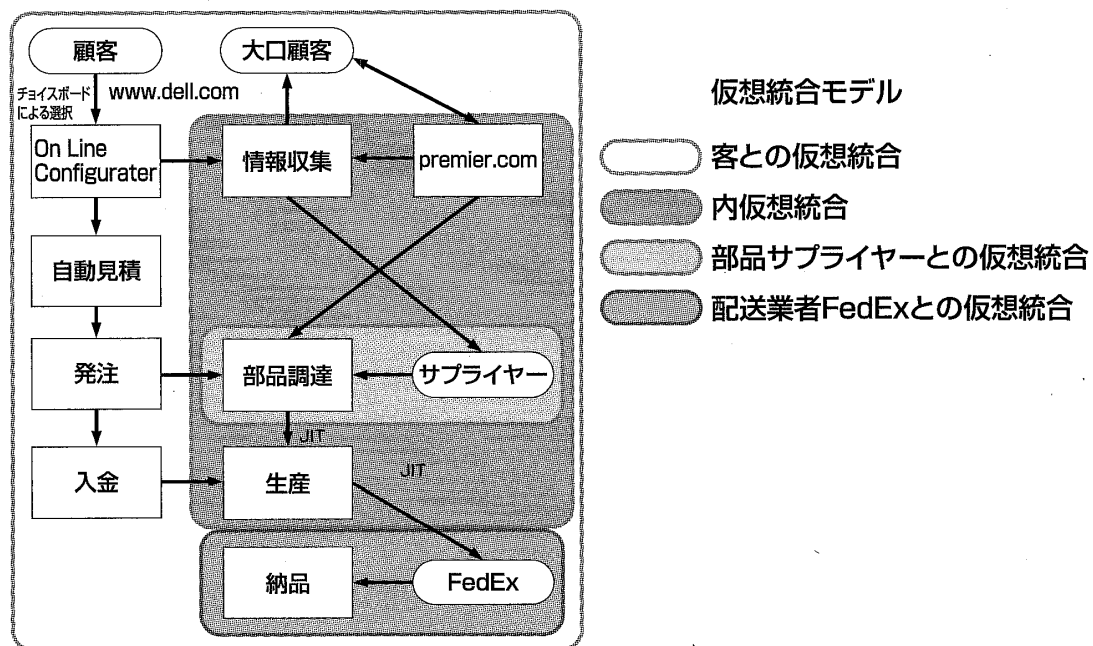 顧客
大口顧客
チョイスボード
による選択
www.dell.com
On Line
Configurater
情報収集
premier.com
自動見積
発注
部品調達
サプライヤー
JIT
入金
生産
JIT
納品
FedEx
仮想統合モデル
客との仮想統合
内仮想統合
部品サプライヤーとの仮想統合
配送業者FedExとの仮想統合